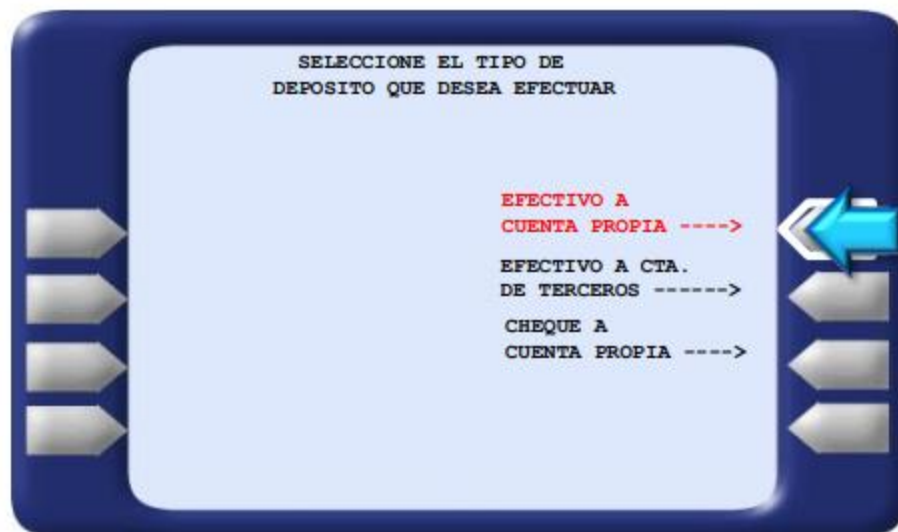 SELECCIONE EL TIPO DE
DEPOSITO QUE DESEA EFECTUAR
EFECTIVO A
CUENTA PROPIA ---->
EFECTIVO A CTA.
DE TERCEROS ------>
CHEQUE A
CUENTA PROPIA ---->